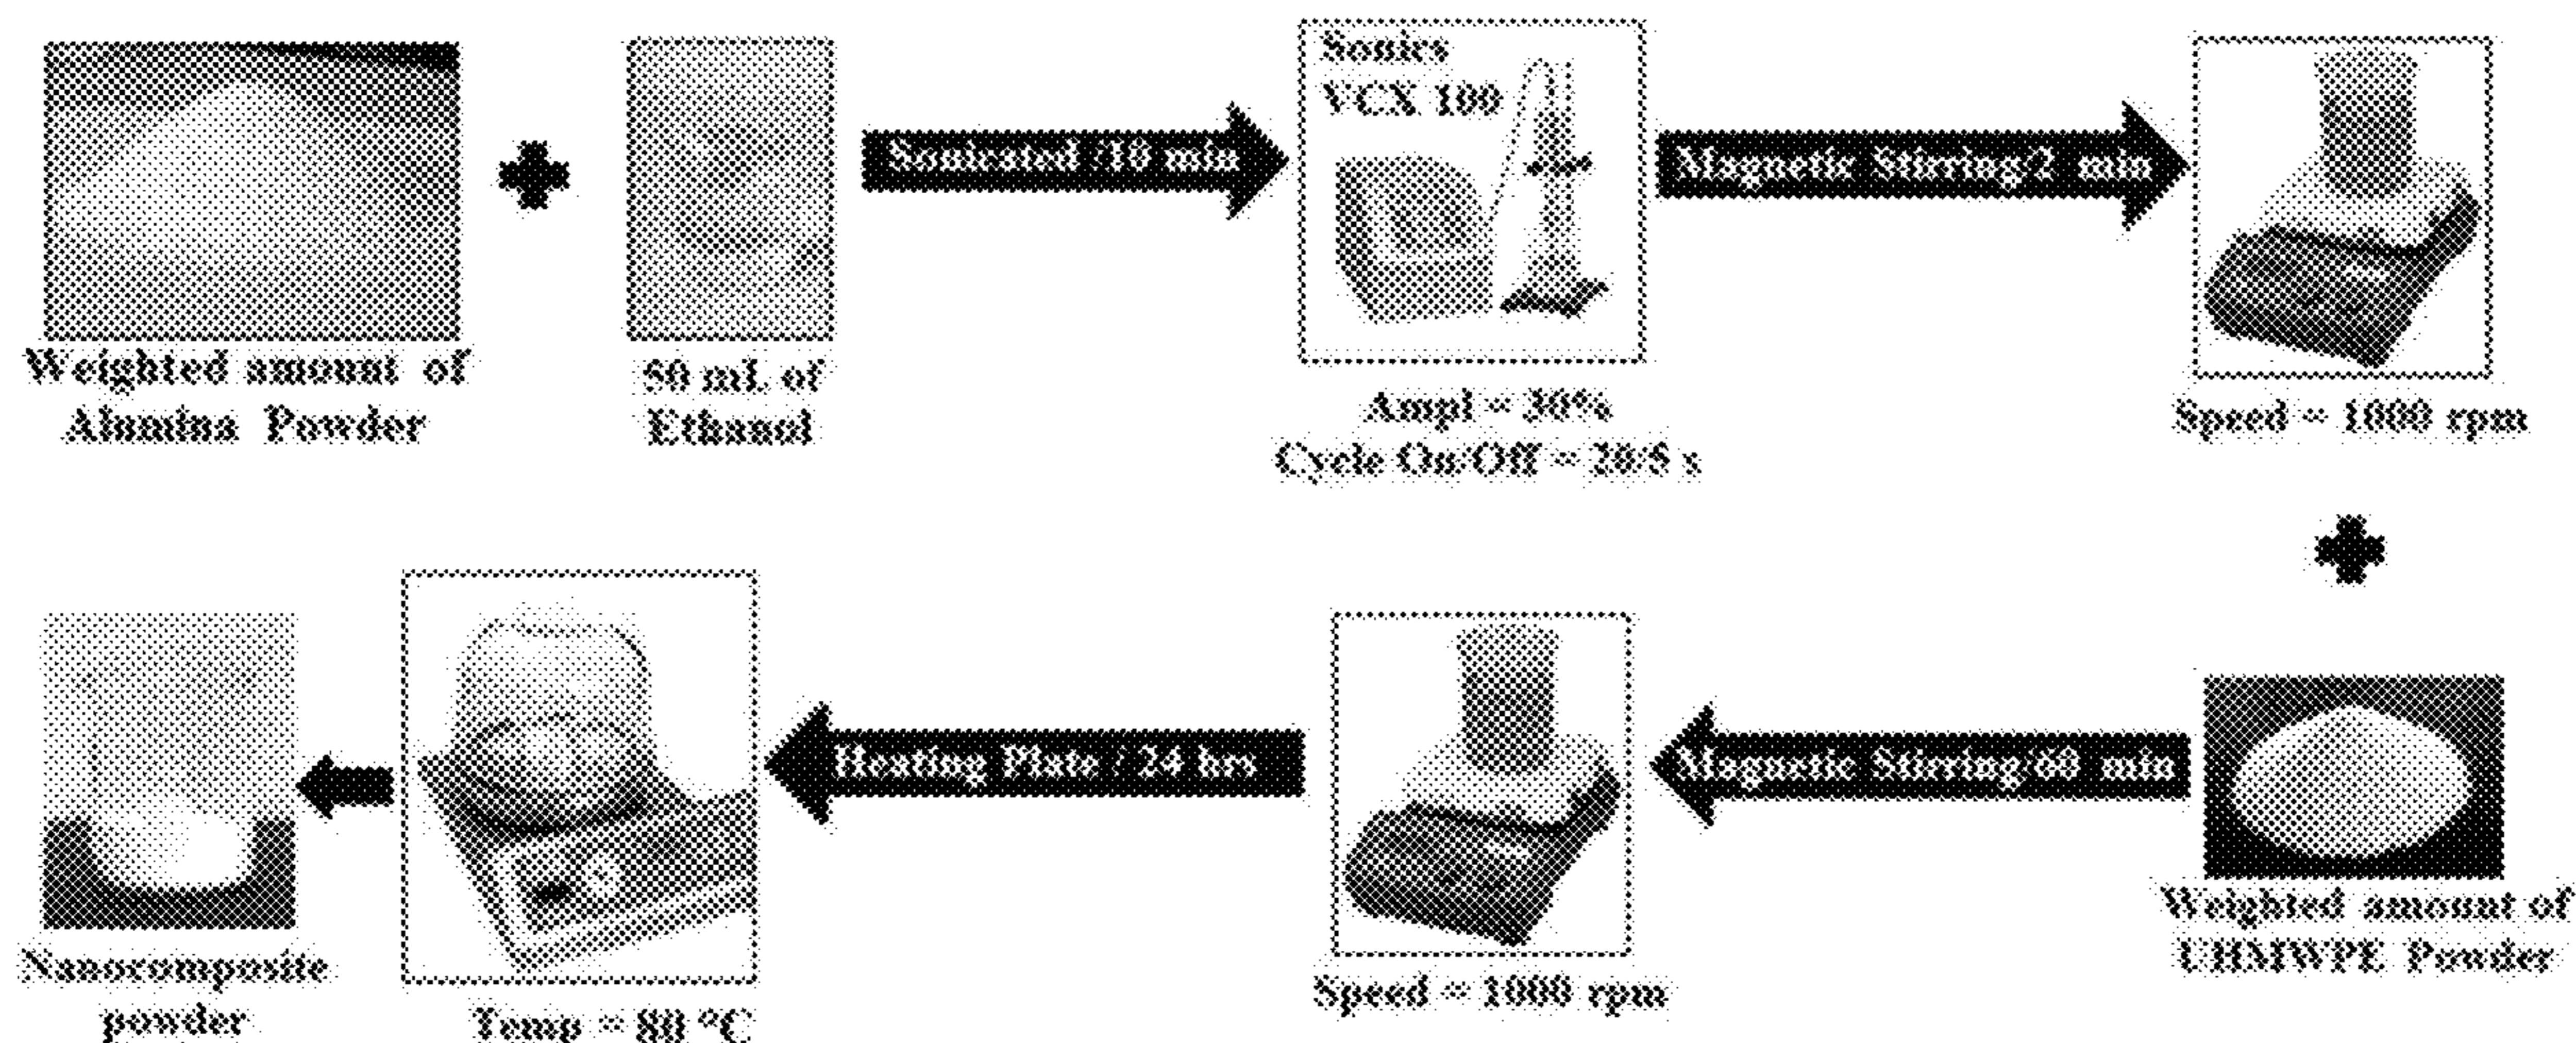 Sonics
VCX 100
Sonicated /10 min
Magnetic Stirring/2 min
Weighted amount of
Alumina Powder
50 mL of
Ethanol
Ampl = 30%
Cycle On/Off = 20/5 s
Speed = 1000 rpm
Heating Plate / 24 hrs
Magnetic Stirring/60 min
Weighted amount of
UHMWPE Powder
Nanocomposite
powder
Temp = 80 °C
Speed = 1000 rpm